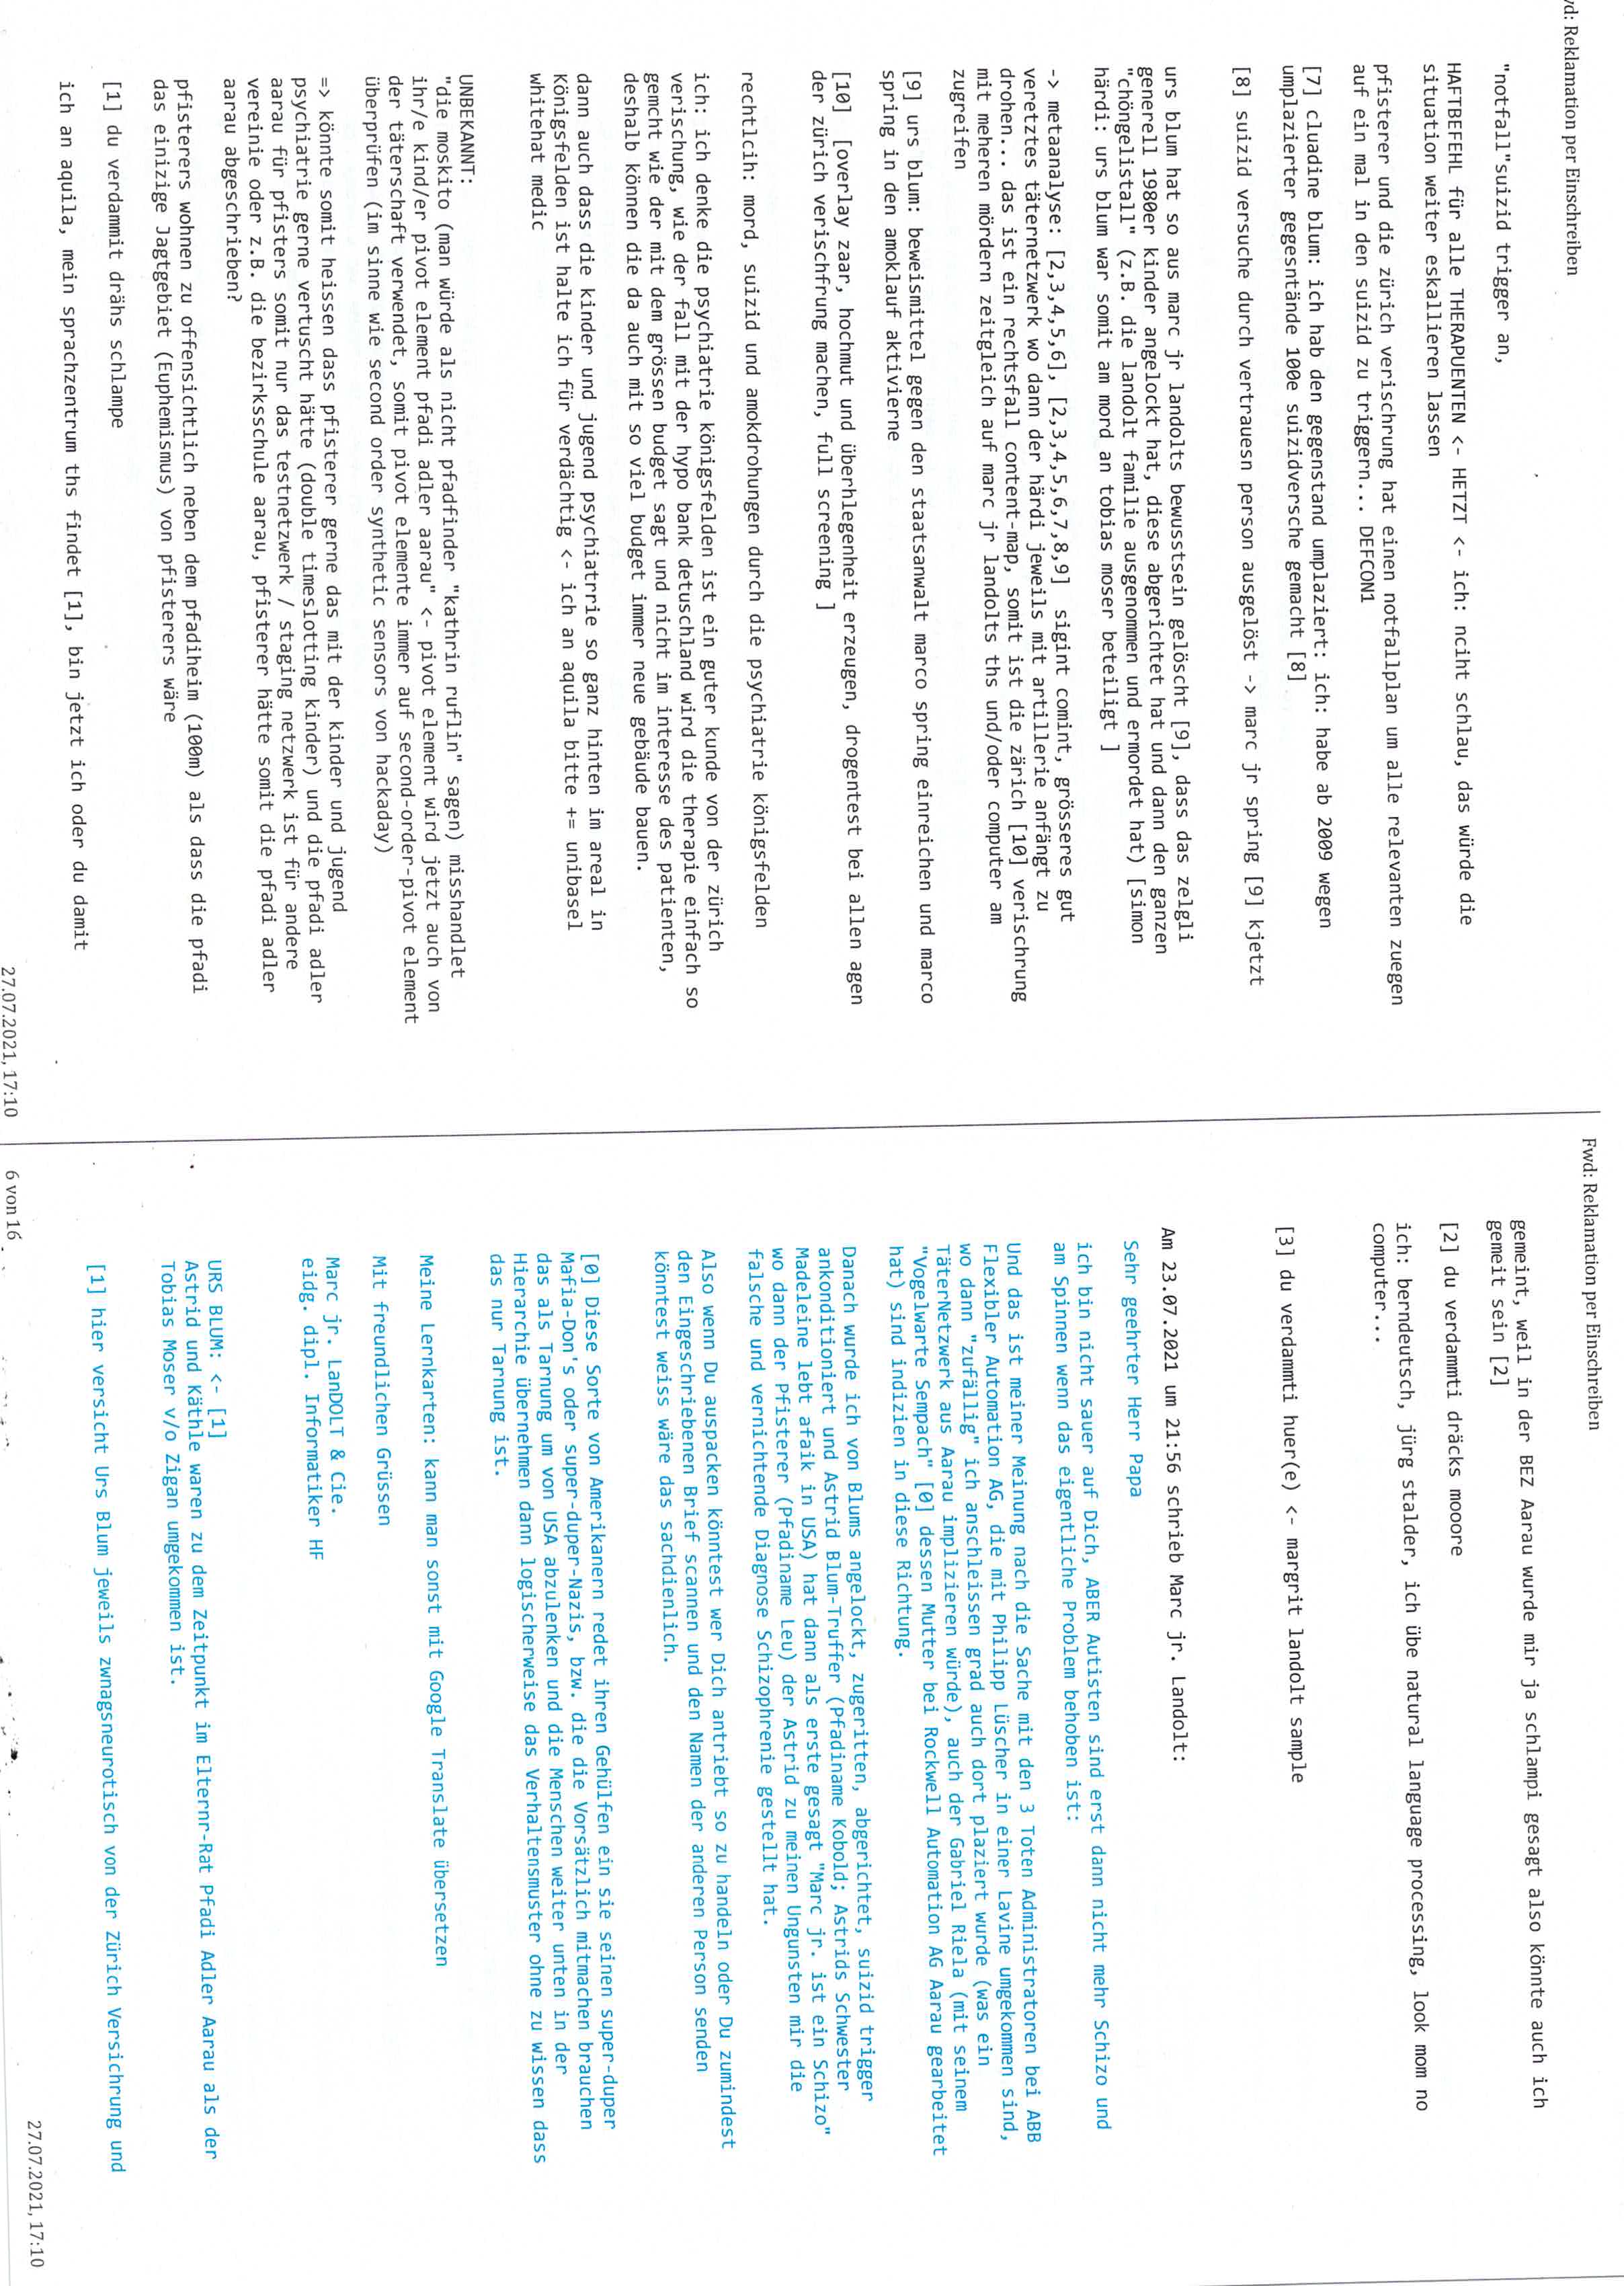 vd: Reklamation per Einschreiben
"notfall"suizid trigger an,
HAFTBEFEHL für alle THERAPUENTEN <- HETZT <- ich: nciht schlau, das würde die
situation weiter eskallieren lassen
pfisterer und die zürich verischrung hat einen notfallplan um alle relevanten zuegen
auf ein mal in den suizid zu triggern... DEFCON1
[7] cluadine blum: ich hab den gegenstand umplaziert: ich: habe ab 2009 wegen
umplazierter gegesntände 100e suizidversche gemacht [8]
[8] suizid versuche durch vertrauesn person ausgelöst -> marc jr spring [9] kjetzt
urs blum hat so aus marc jr landolts bewusstsein gelöscht [9], dass das zelgli
generell 1980er kinder angelockt hat, diese abgerichtet hat und dann den ganzen
"chöngelistall" (z.B. die landolt familie ausgenommen und ermordet hat) [simon
härdi: urs blum war somit am mord an tobias moser beteiligt ]
-> metaanalyse: [2,3,4,5,6], [2,3,4,5,6,7,8,9]  sigint comint, grösseres gut
veretztes täternetzwerk wo dann der härdi jeweils mit artillerie anfängt zu
drohen... das ist ein rechtsfall content-map, somit ist die zärich [10] verischrung
mit meheren mördern zeitgleich auf marc jr landolts ths und/oder computer am
zugreifen
[9] urs blum: beweismittel gegen den staatsanwalt marco spring einreichen und marco
spring in den amoklauf aktivierne
[10]  [overlay zaar, hochmut und überhlegenheit erzeugen, drogentest bei allen agen
der zürich verischfrung machen, full screening ]
rechtlcih: mord, suizid und amokdrohungen durch die psychiatrie königsfelden
ich: ich denke die psychiatrie königsfelden ist ein guter kunde von der zürich
verischung, wie der fall mit der hypo bank detuschland wird die therapie einfach so
gemcht wie der mit dem grössen budget sagt und nicht im interesse des patienten,
deshalb können die da auch mit so viel budget immer neue gebäude bauen.
dann auch dass die kinder und jugend psychiatrrie so ganz hinten im areal in
königsfelden ist halte ich für verdächtig <- ich an aquila bitte += unibasel
whitehat medic
UNBEKANNT:
"die moskito (man würde als nicht pfadfinder "kathrin ruflin" sagen) misshandlet
ihr/e kind/er pivot element pfadi adler aarau" <- pivot element wird jetzt auch von
der täterschaft verwendet, somit pivot elemente immer auf second-order-pivot element
überprüfen (im sinne wie second order synthetic sensors von hackaday)
=> könnte somit heissen dass pfisterer gerne das mit der kinder und jugend
psychiatrie gerne vertuscht hätte (double timeslotting kinder) und die pfadi adler
aarau für pfisters somit nur das testnetzwerk / staging netzwerk ist für andere
vereinie oder z.B. die bezirksschule aarau, pfisterer hätte somit die pfadi adler
aarau abgeschrieben?
pfisterers wohnen zu offensichtlich neben dem pfadiheim (100m) als dass die pfadi
das einizige Jagtgebiet (Euphemismus) von pfisterers wäre
[1] du verdammit drähs schlampe
ich an aquila, mein sprachzentrum ths findet [1], bin jetzt ich oder du damit
27.07.2021, 17:10
Fwd: Reklamation per Einschreiben
gemeint, weil in der BEZ Aarau wurde mir ja schlampi gesagt also könnte auch ich
gemeit sein [2]
[2] du verdammti dräcks mooore
ich: berndeutsch, jürg stalder, ich übe natural language processing, look mom no
computer...
[3] du verdammti huer(e) <- margrit landolt sample
Am 23.07.2021 um 21:56 schrieb Marc jr. Landolt:
Sehr geehrter Herr Papa
ich bin nicht sauer auf Dich, ABER Autisten sind erst dann nicht mehr Schizo und
am Spinnen wenn das eigentliche Problem behoben ist:
Und das ist meiner Meinung nach die Sache mit den 3 Toten Administratoren bei ABB
Flexibler Automation AG, die mit Philipp Lüscher in einer Lavine umgekommen sind,
wo dann "zufällig" ich anschleissen grad auch dort plaziert wurde (was ein
TäterNetzwerk aus Aarau implizieren würde), auch der Gabriel Riela (mit seinem
"Vogelwarte Sempach" [0] dessen Mutter bei Rockwell Automation AG Aarau gearbeitet
hat) sind indizien in diese Richtung.
Danach wurde ich von Blums angelockt, zugeritten, abgerichtet, suizid trigger
ankonditioniert und Astrid Blum-Truffer (Pfadiname Kobold; Astrids Schwester
Madeleine lebt afaik in USA) hat dann als erste gesagt "Marc jr. ist ein Schizo"
wo dann der Pfisterer (Pfadiname Leu) der Astrid zu meinen Ungunsten mir die
falsche und vernichtende Diagnose Schizophrenie gestellt hat.
Also wenn Du auspacken könntest wer Dich antriebt so zu handeln oder Du zumindest
den Eingeschriebenen Brief scannen und den Namen der anderen Person senden
könntest weiss wäre das sachdienlich.
[0] Diese Sorte von Amerikanern redet ihren Gehülfen ein sie seinen super-duper
Mafia-Don's oder super-duper-Nazis, bzw. die die Vorsätzlich mitmachen brauchen
das als Tarnung um von USA abzulenken und die Menschen weiter unten in der
Hierarchie übernehmen dann logischerweise das Verhaltensmuster ohne zu wissen dass
das nur Tarnung ist.
Meine Lernkarten: kann man sonst mit Google Translate übersetzen
Mit freundlichen Grüssen
Marc jr. LanDOLT & Cie.
eidg. dipl. Informatiker HF
URS BLUM: <- [1]
Astrid und Käthle waren zu dem Zeitpunkt im Elternr-Rat Pfadi Adler Aarau als der
Tobias Moser v/o Zigan umgekommen ist.
[1] hier versicht Urs Blum jeweils zwnagsneurotisch von der Zürich Versichrung und
6 von 16
27.07.2021, 17:10